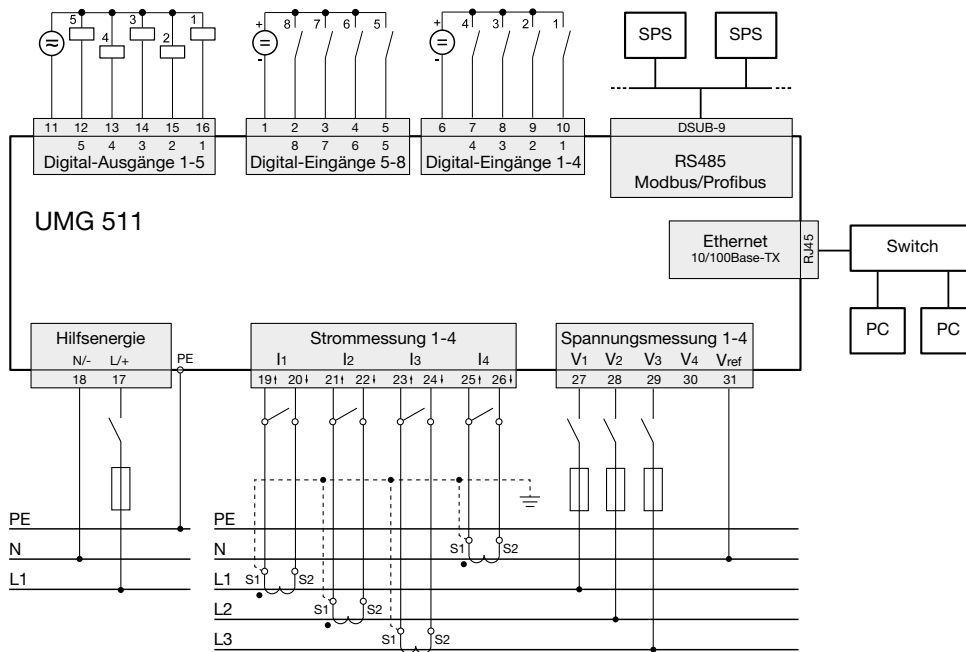 5 3 1
4 2
8 7 6 5
4 3 2 1
+ -
+ -
SPS SPS
11 12 13 14 15 16
5 4 3 2 1
Digital-Ausgänge 1-5
1 2 3 4 5
8 7 6 5
Digital-Eingänge 5-8
6 7 8 9 10
4 3 2 1
Digital-Eingänge 1-4
DSUB-9
RS485
Modbus/Profibus
UMG 511
Ethernet
10/100Base-TX
RJ45
Switch
PC PC
Hilfsenergie
N/- L/+
18 17
PE
Strommessung 1-4
I1 I2 I3 I4
19 20 21 22 23 24 25 26
Spannungsmessung 1-4
V1 V2 V3 V4 Vref
27 28 29 30 31
PE
N
L1
PE
N
L1
L2
L3
S1 S2
S1 S2
S1 S2
S1 S2